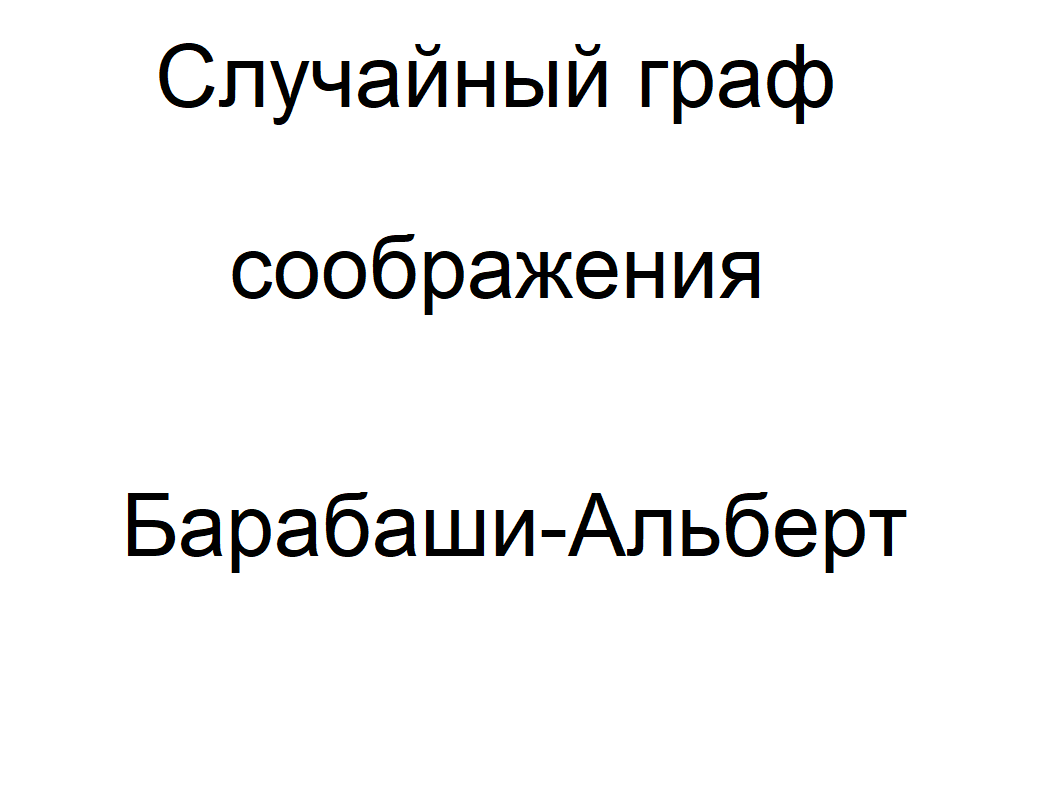 Случайный граф
соображения
Барабаши-Альберт